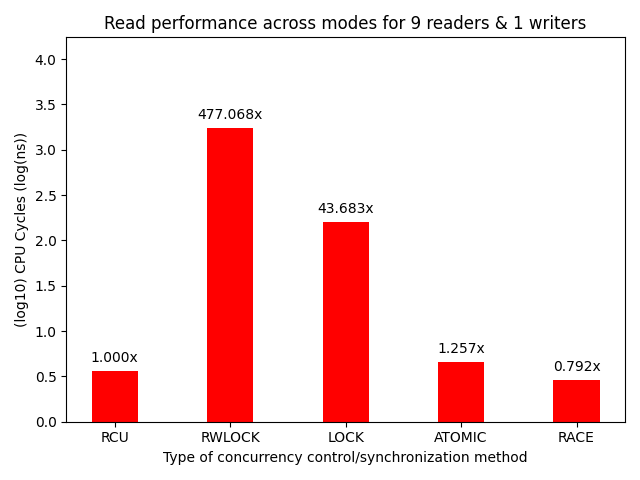 Read performance across modes for 9 readers & 1 writers
(log10) CPU Cycles (log(ns))
4.0
3.5
3.0
2.5
2.0
1.5
1.0
0.5
0.0
1.000x
477.068x
43.683x
1.257x
0.792x
RCU
RWLOCK
LOCK
ATOMIC
RACE
Type of concurrency control/synchronization method